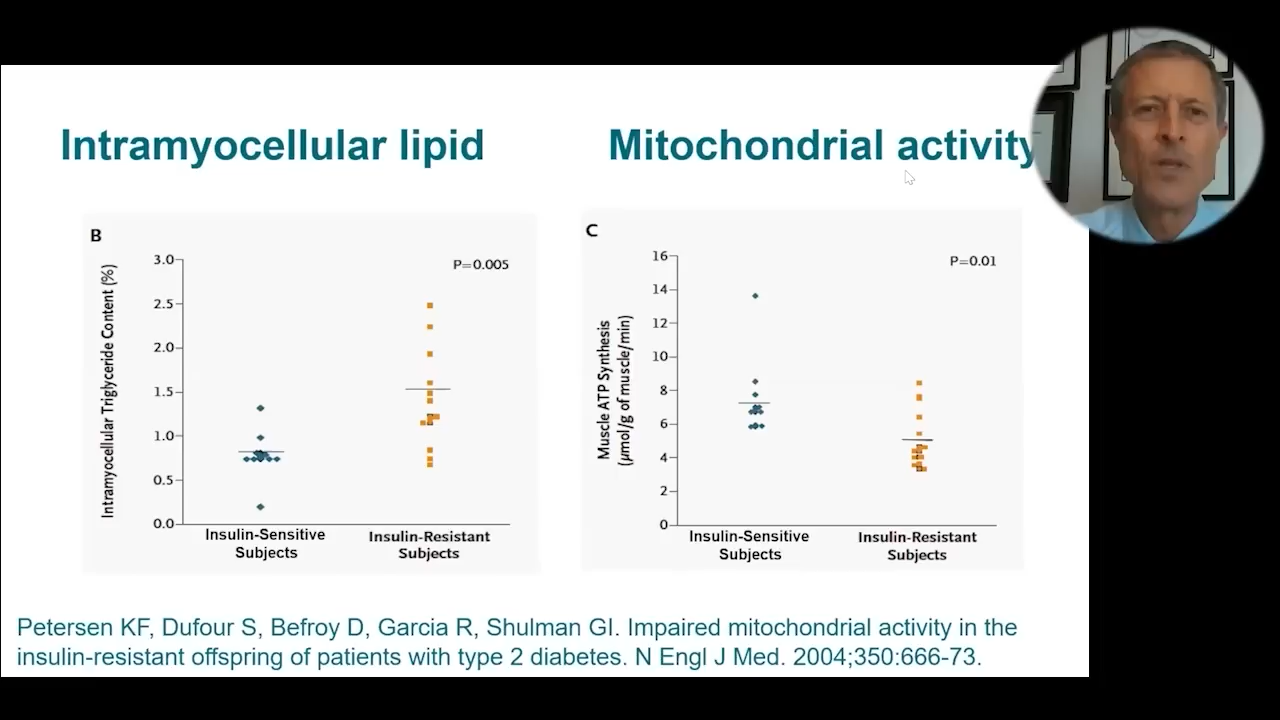 Intramyocellular lipid
Mitochondrial activity
B
P=0.005
Intramyocellular Triglyceride Content (%)
3.0
2.5
2.0
1.5
1.0
0.5
0.0
Insulin-Sensitive
Subjects
Insulin-Resistant
Subjects
C
P=0.01
Muscle ATP Synthesis
(μmol/g of muscle/min)
16
14
12
10
8
6
4
2
0
Insulin-Sensitive
Subjects
Insulin-Resistant
Subjects
Petersen KF, Dufour S, Befroy D, Garcia R, Shulman GI. Impaired mitochondrial activity in the
insulin-resistant offspring of patients with type 2 diabetes. N Engl J Med. 2004;350:666-73.